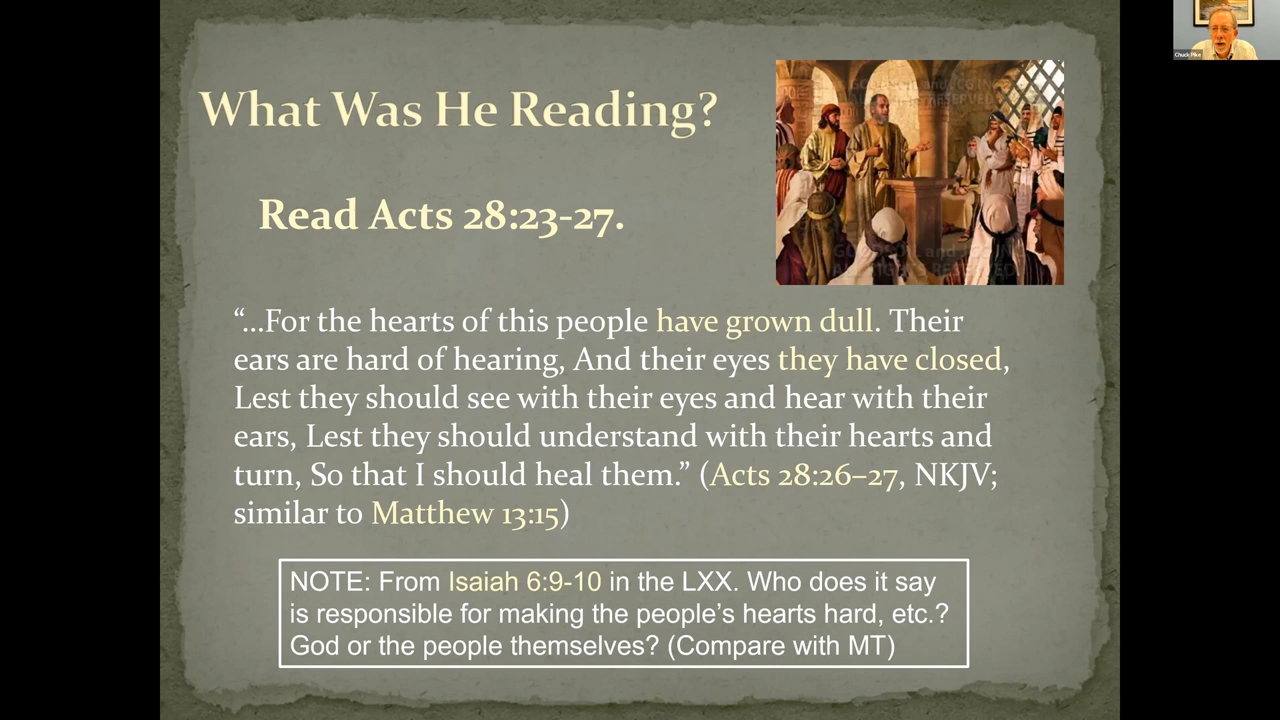 What Was He Reading?
Read Acts 28:23-27.
“…For the hearts of this people have grown dull. Their
ears are hard of hearing, And their eyes they have closed,
Lest they should see with their eyes and hear with their
ears, Lest they should understand with their hearts and
turn, So that I should heal them.” (Acts 28:26–27, NKJV;
similar to Matthew 13:15)
NOTE: From Isaiah 6:9-10 in the LXX. Who does it say
is responsible for making the people’s hearts hard, etc.?
God or the people themselves? (Compare with MT)
Chuck Pike